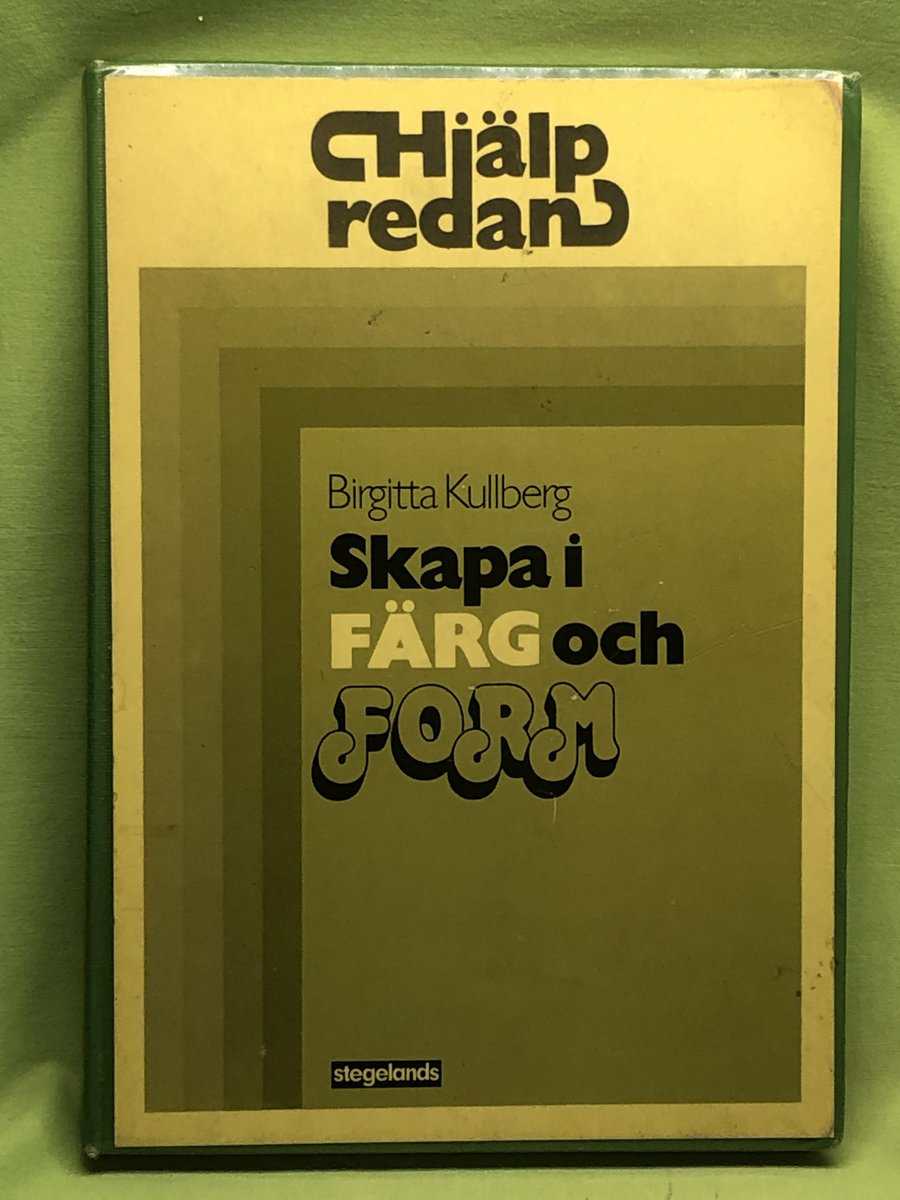 Hjälp
redan
Birgitta Kullberg
Skapa i
FÄRG och
FORM
stegelands